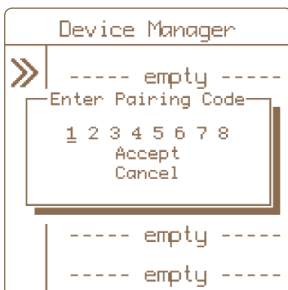 Device Manager
----- empty -----
Enter Pairing Code
1 2 3 4 5 6 7 8
Accept
Cancel
----- empty -----
----- empty -----